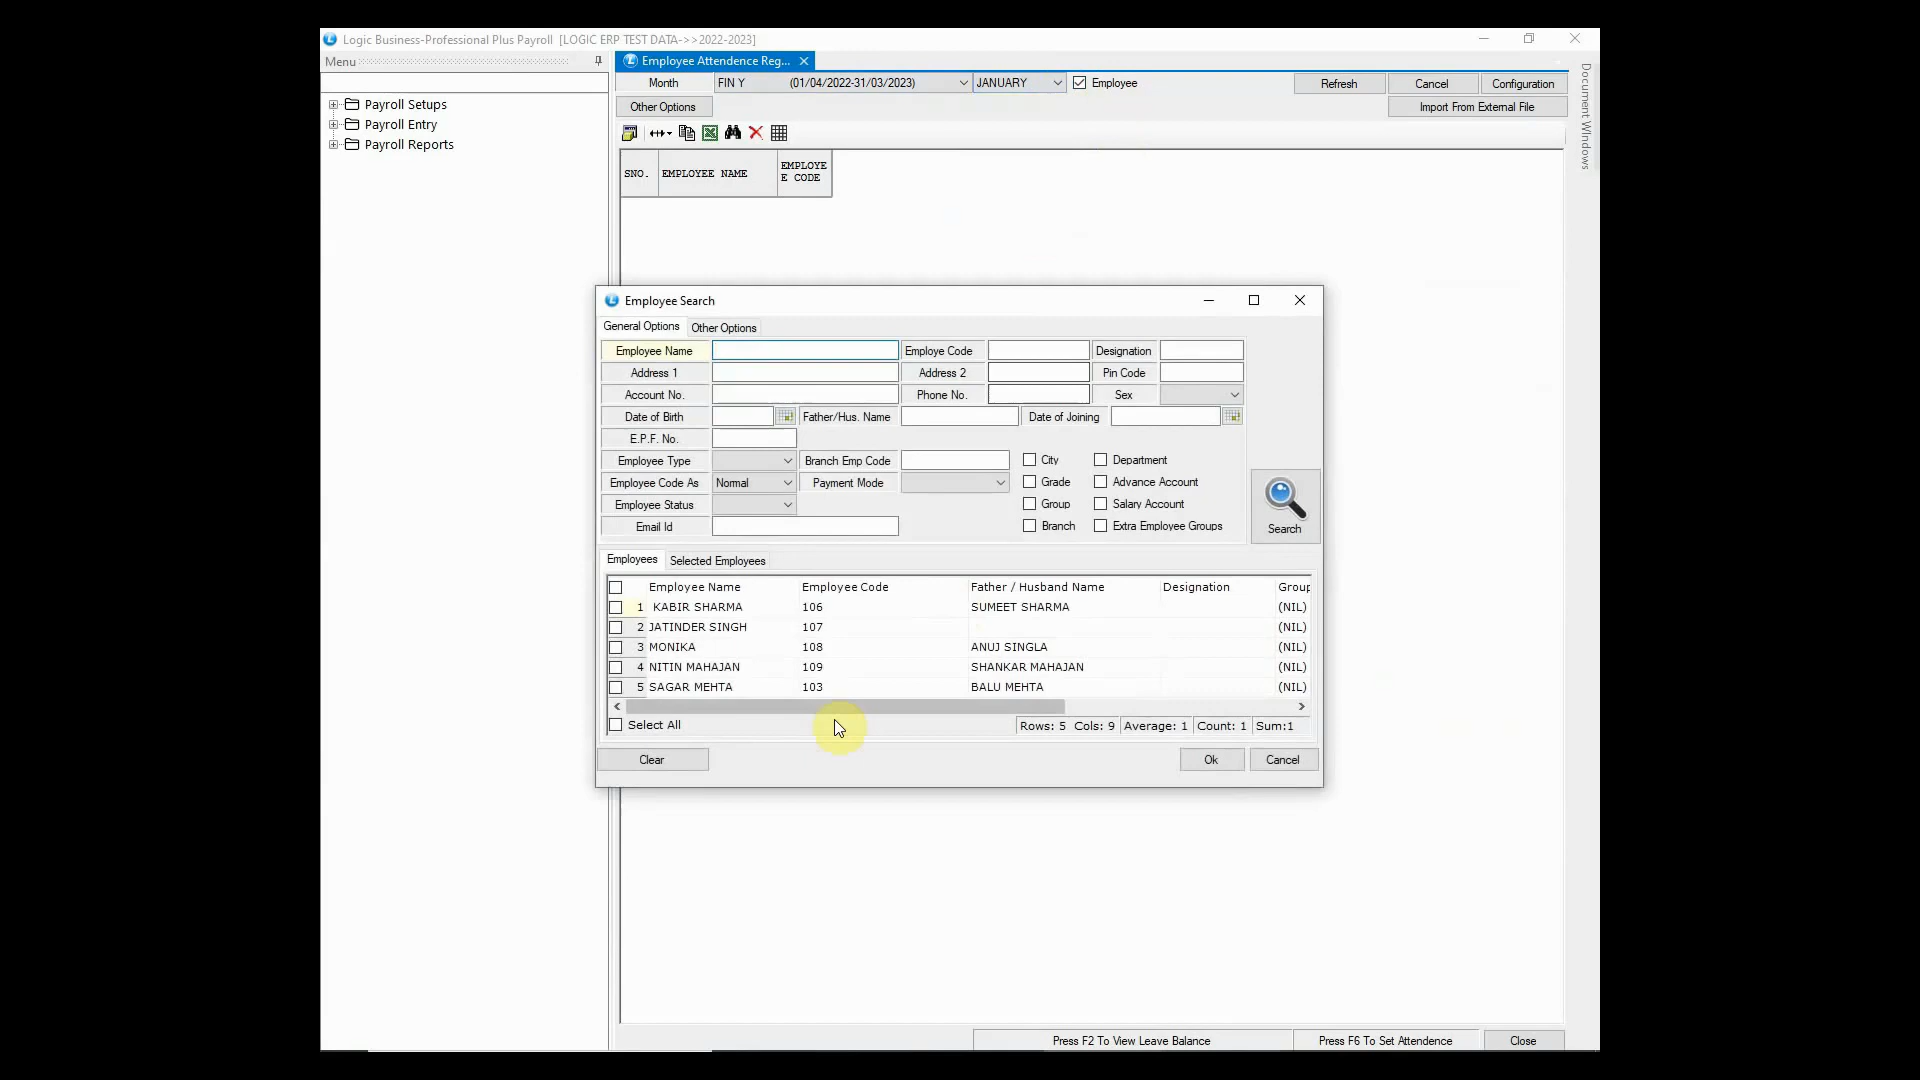 Logic Business-Professional Plus Payroll [LOGIC ERP TEST DATA->>2022-2023]
Menu
Employee Attendence Reg...
Month FIN Y (01/04/2022-31/03/2023) JANUARY Employee Refresh Cancel Configuration
Other Options Import From External File
Document Windows
Payroll Setups
Payroll Entry
Payroll Reports
SNO. EMPLOYEE NAME EMPLOYE
E CODE
Employee Search
General Options Other Options
Employee Name Employe Code Designation
Address 1 Address 2 Pin Code
Account No. Phone No. Sex
Date of Birth Father/Hus. Name Date of Joining
E.P.F. No.
Employee Type Branch Emp Code City Department
Employee Code As Normal Payment Mode Grade Advance Account
Employee Status Group Salary Account
Email Id Branch Extra Employee Groups
Search
Employees Selected Employees
Employee Name Employee Code Father / Husband Name Designation Group
1 KABIR SHARMA 106 SUMEET SHARMA (NIL)
2 JATINDER SINGH 107 (NIL)
3 MONIKA 108 ANUJ SINGLA (NIL)
4 NITIN MAHAJAN 109 SHANKAR MAHAJAN (NIL)
5 SAGAR MEHTA 103 BALU MEHTA (NIL)
Select All Rows: 5 Cols: 9 Average: 1 Count: 1 Sum:1
Clear Ok Cancel
Press F2 To View Leave Balance Press F6 To Set Attendence Close